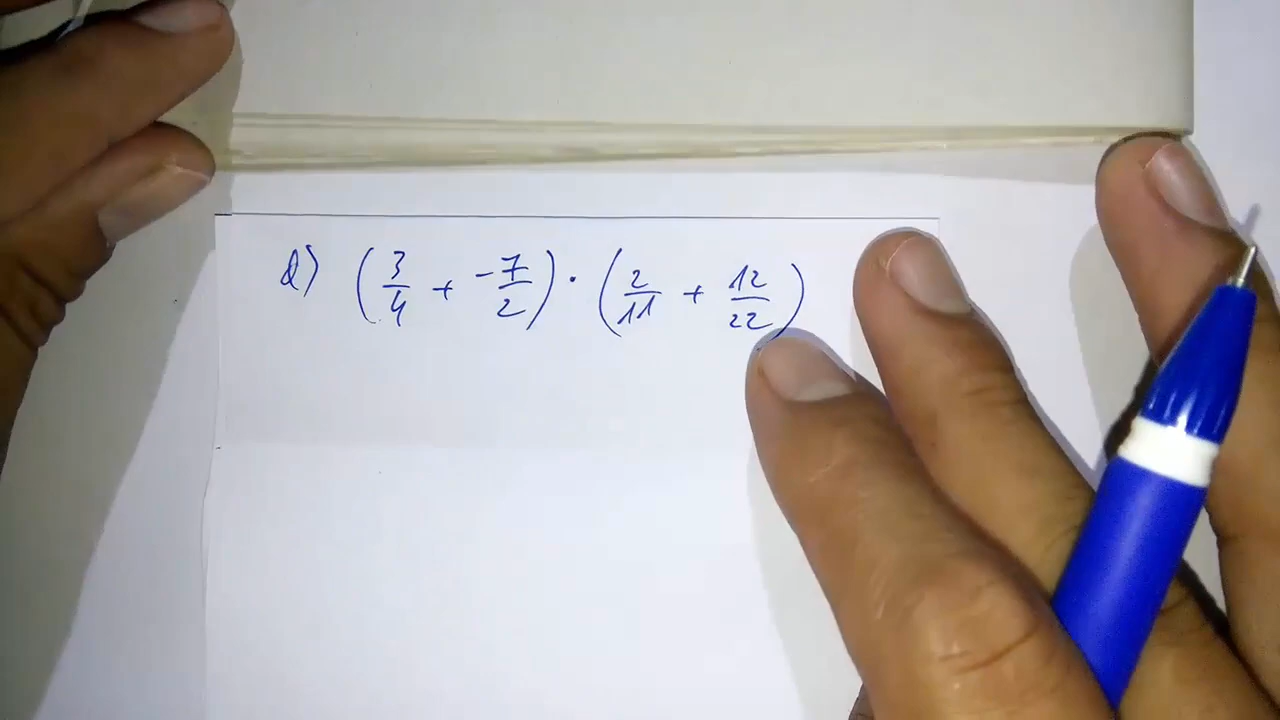 d) (3/4 + -7/2) · (2/11 + 12/22)